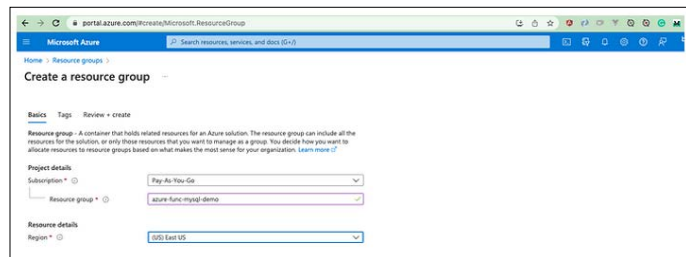 portal.azure.com/#create/Microsoft.ResourceGroup
Microsoft Azure
Search resources, services, and docs (G+/)
Home > Resource groups >
Create a resource group ...
Basics Tags Review + create
Resource group - A container that holds related resources for an Azure solution. The resource group can include all the
resources for the solution, or only those resources that you want to manage as a group. You decide how you want to
allocate resources to resource groups based on what makes the most sense for your organization. Learn more
Project details
Subscription * Pay-As-You-Go
Resource group * azure-func-mysql-demo
Resource details
Region * (US) East US